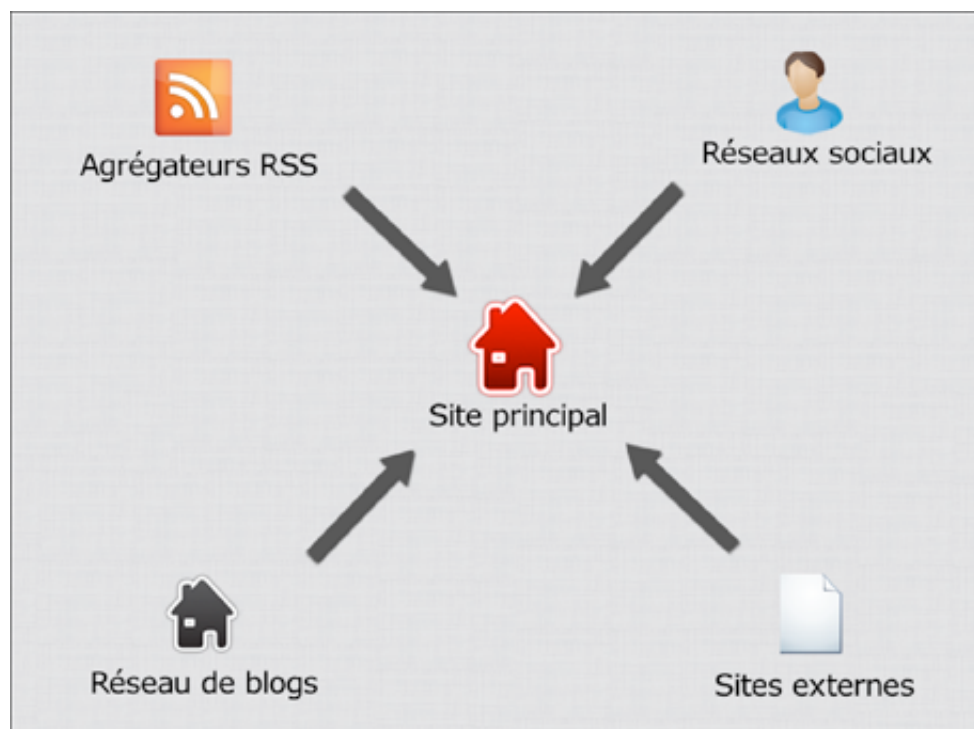 Agrégateurs RSS
Réseaux sociaux
Site principal
Réseau de blogs
Sites externes